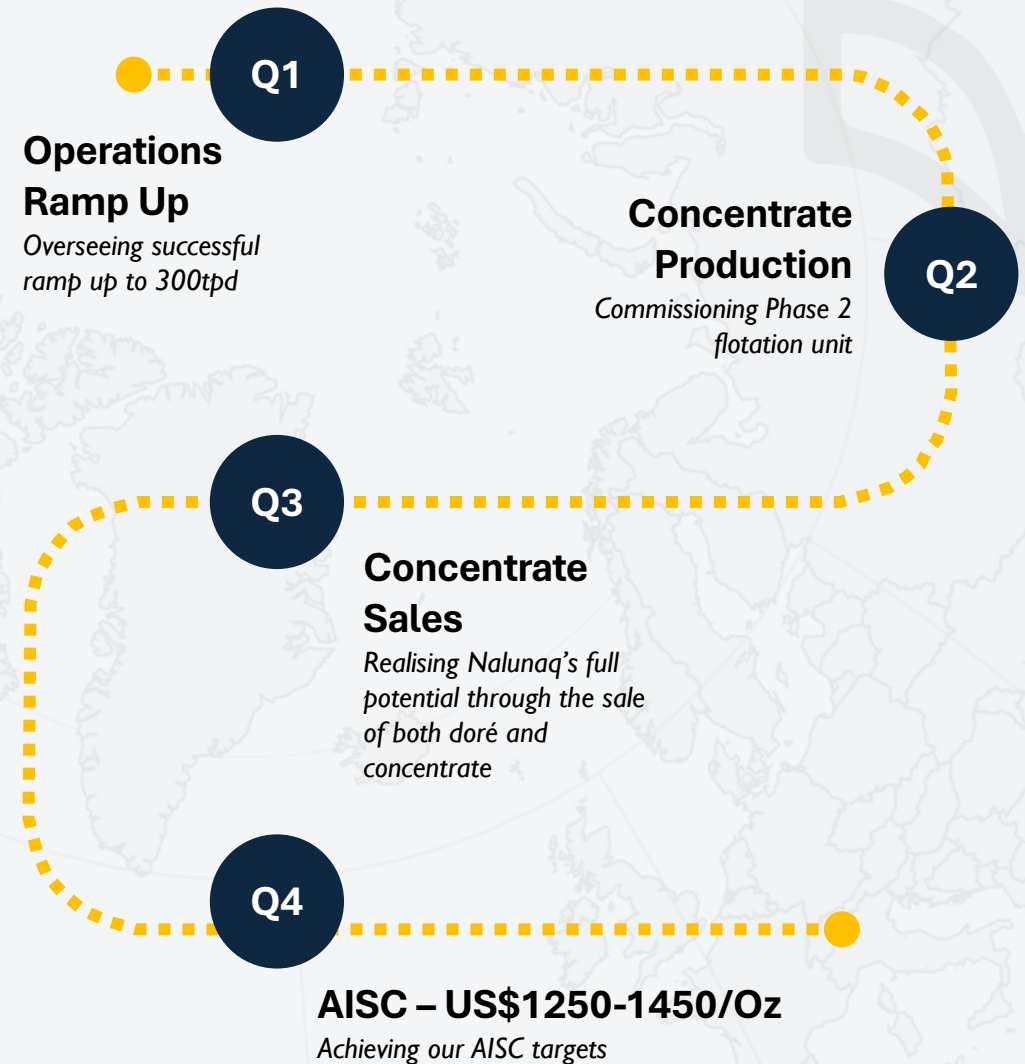 Q1
Operations
Ramp Up
Overseeing successful
ramp up to 300tpd
Q2
Concentrate
Production
Commissioning Phase 2
flotation unit
Q3
Concentrate
Sales
Realising Nalunaq’s full
potential through the sale
of both doré and
concentrate
Q4
AISC – US$1250-1450/Oz
Achieving our AISC targets